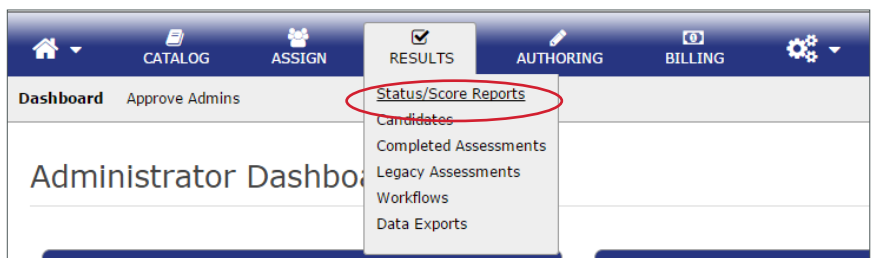 CATALOG ASSIGN RESULTS AUTHORING BILLING
Dashboard Approve Admins
Status/Score Reports
Candidates
Completed Assessments
Legacy Assessments
Workflows
Data Exports
Administrator Dashboa